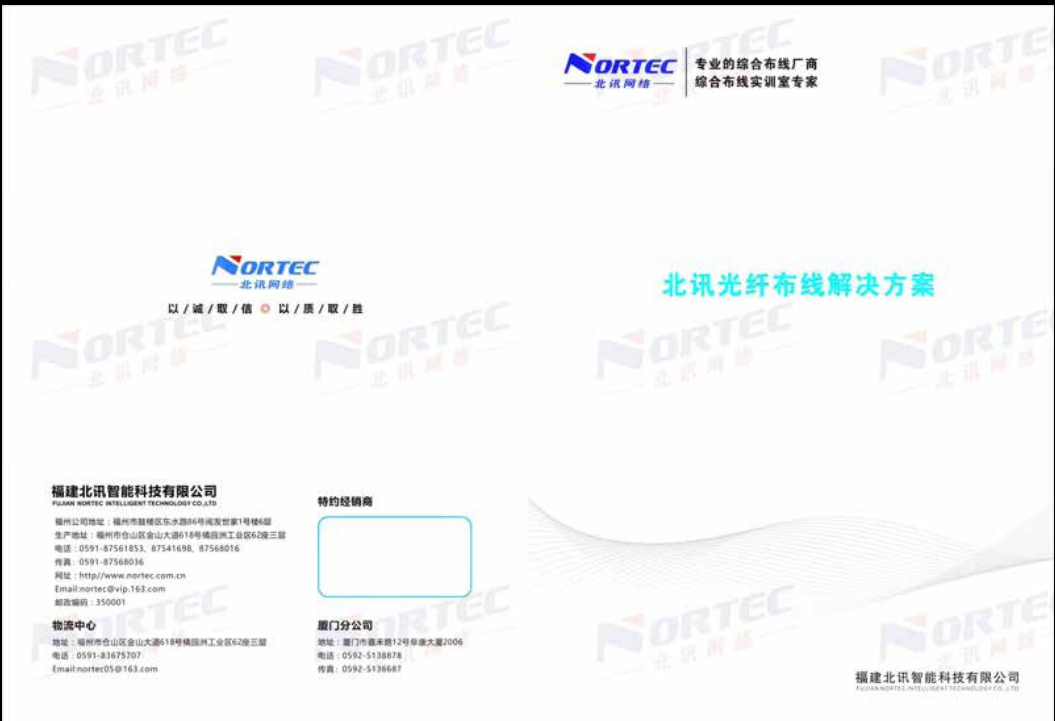 NORTEC
北讯网络
以/诚/取/信 以/质/取/胜
福建北讯智能科技有限公司
FUJIAN NORTEC INTELLIGENT TECHNOLOGY CO.,LTD
福州公司地址：福州市鼓楼区东水路86号闽发世家1号楼6层
生产地址：福州市仓山区金山大道618号橘园洲工业区62座三层
电话：0591-87561853, 87541698, 87568016
传真：0591-87568036
网址：http//www.nortec.com.cn
Email:nortec@vip.163.com
邮政编码：350001
物流中心
地址：福州市仓山区金山大道618号橘园洲工业区62座三层
电话：0591-83675707
Email:nortec05@163.com
特约经销商
厦门分公司
地址：厦门市嘉禾路12号阜康大厦2006
电话：0592-5138878
传真：0592-5136687
NORTEC
北讯网络
专业的综合布线厂商
综合布线实训室专家
北讯光纤布线解决方案
福建北讯智能科技有限公司
FUJIAN NORTEC INTELLIGENT TECHNOLOGY CO.,LTD